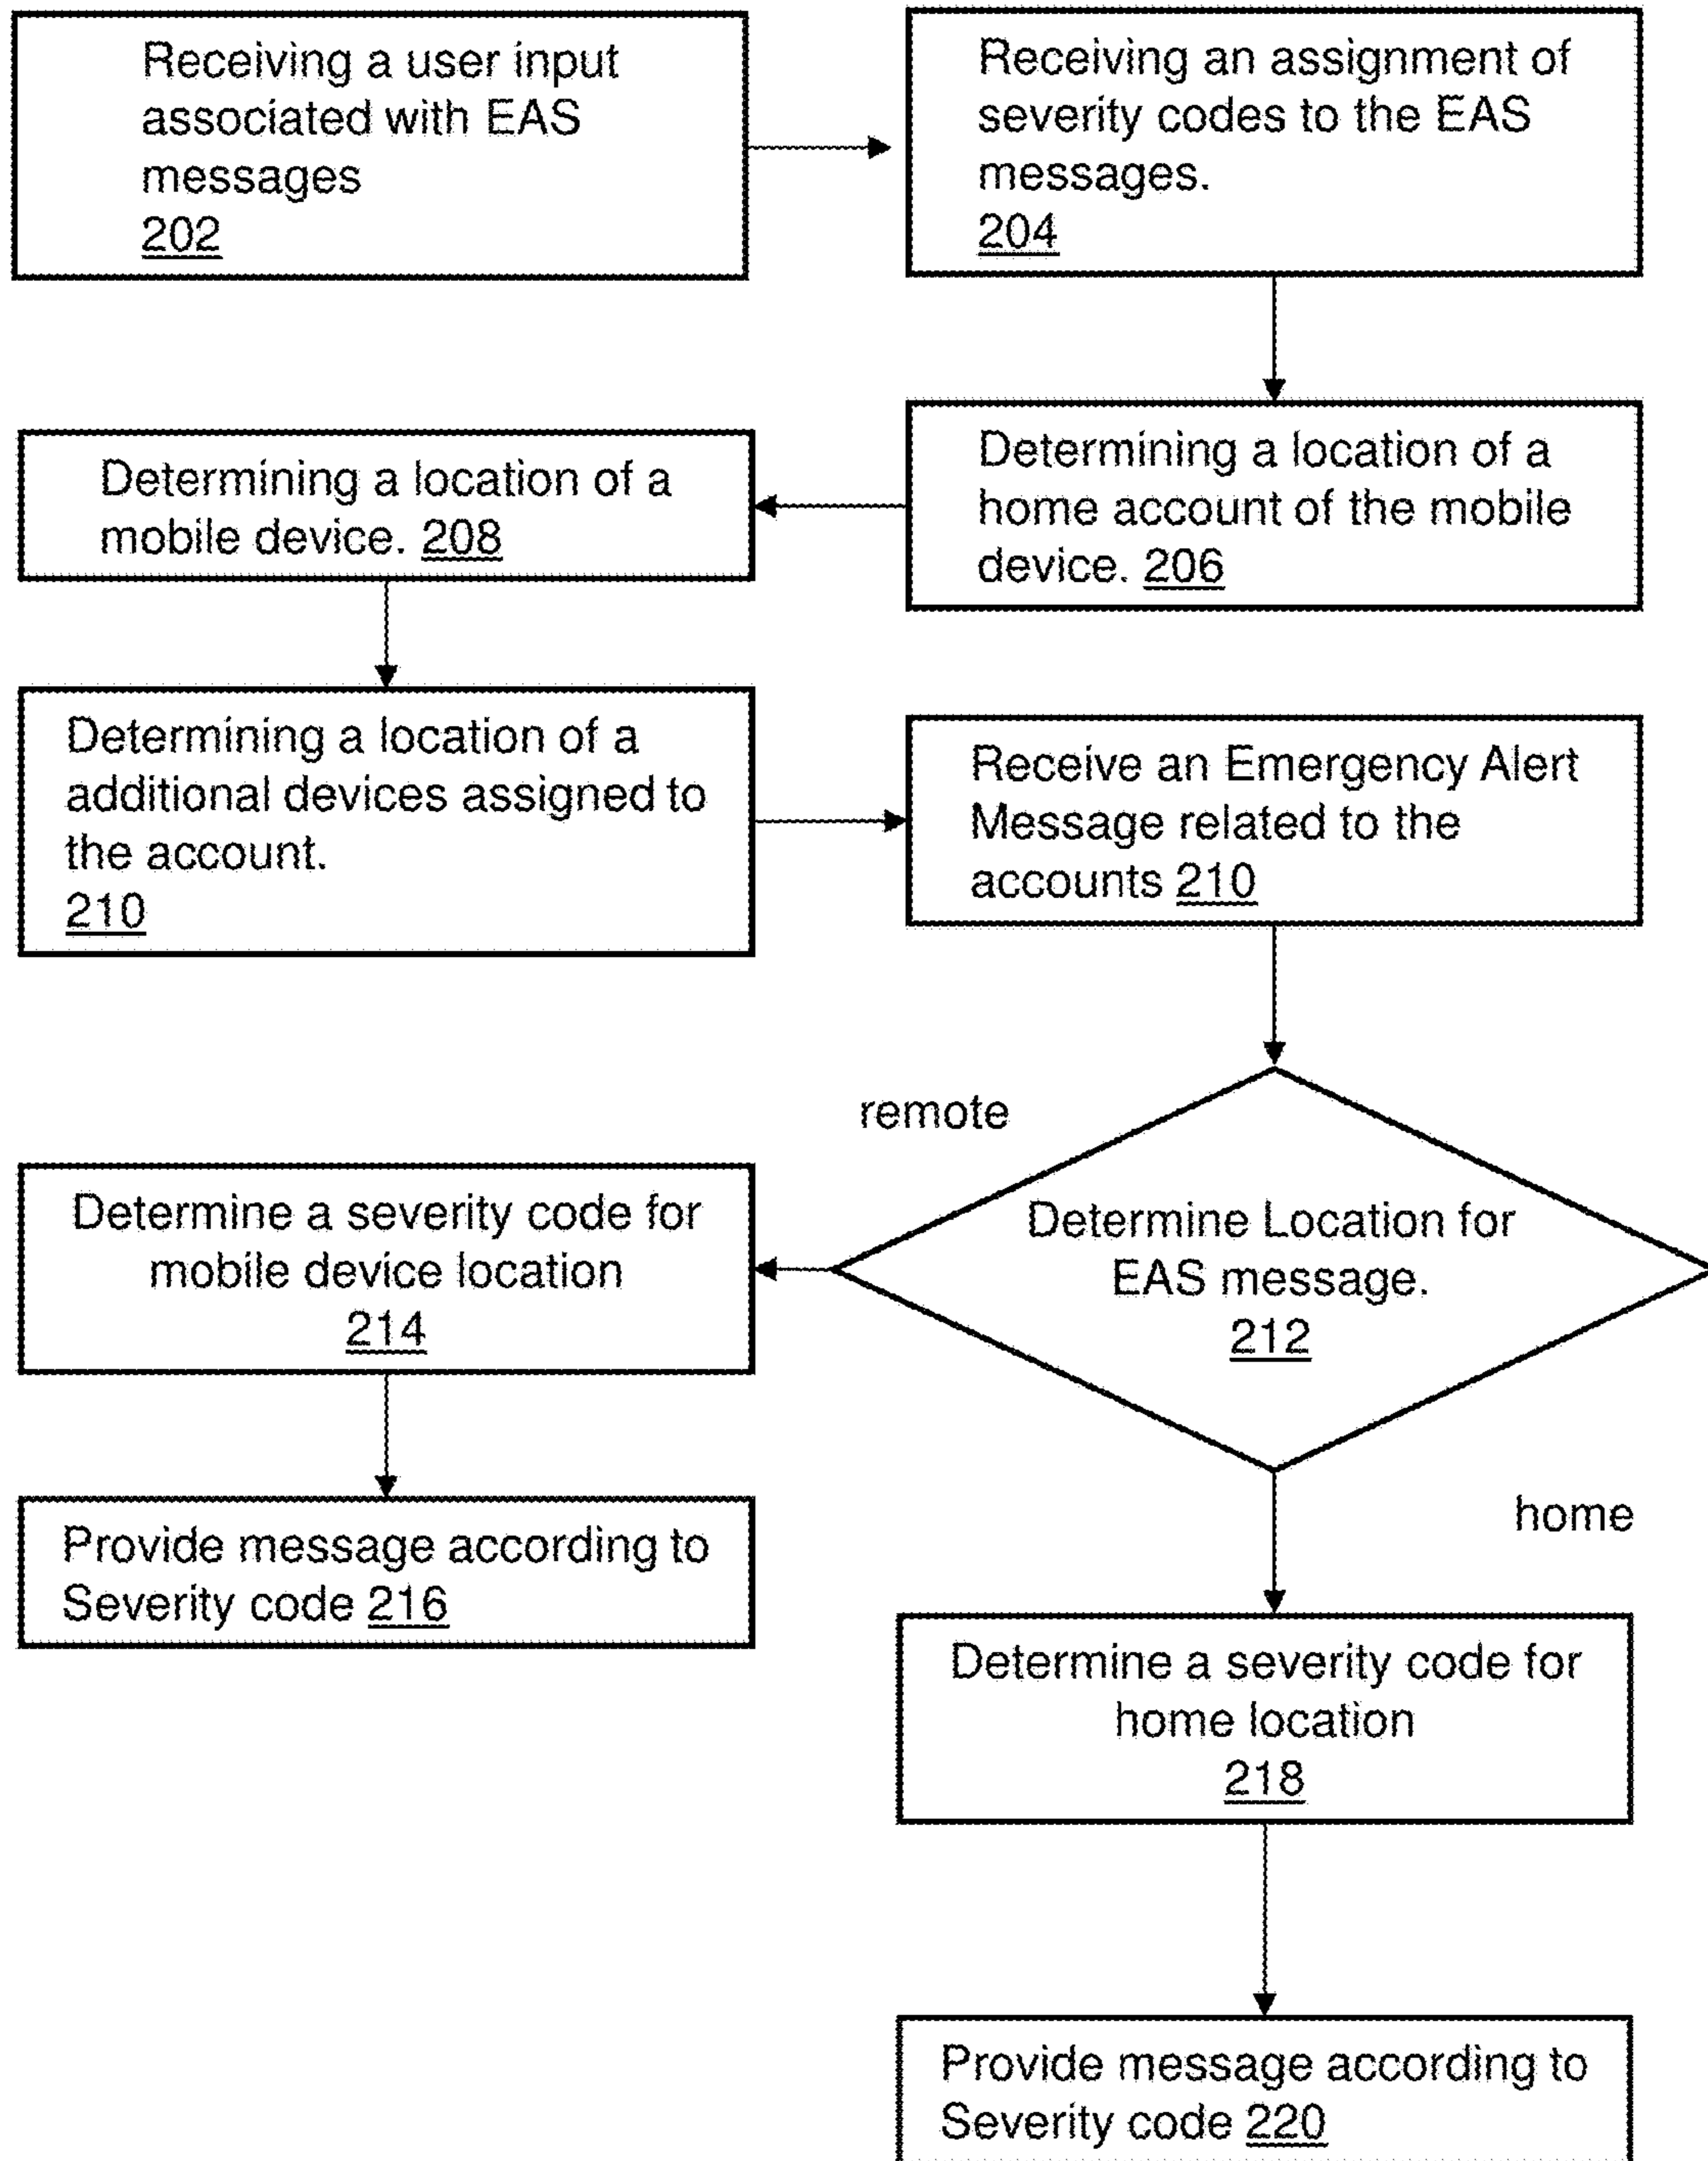 Receiving a user input
associated with EAS
messages
202
Receiving an assignment of
severity codes to the EAS
messages.
204
Determining a location of a
home account of the mobile
device. 206
Determining a location of a
mobile device. 208
Determining a location of a
additional devices assigned to
the account.
210
Receive an Emergency Alert
Message related to the
accounts 210
Determine Location for
EAS message.
212
remote
Determine a severity code for
mobile device location
214
Provide message according to
Severity code 216
home
Determine a severity code for
home location
218
Provide message according to
Severity code 220